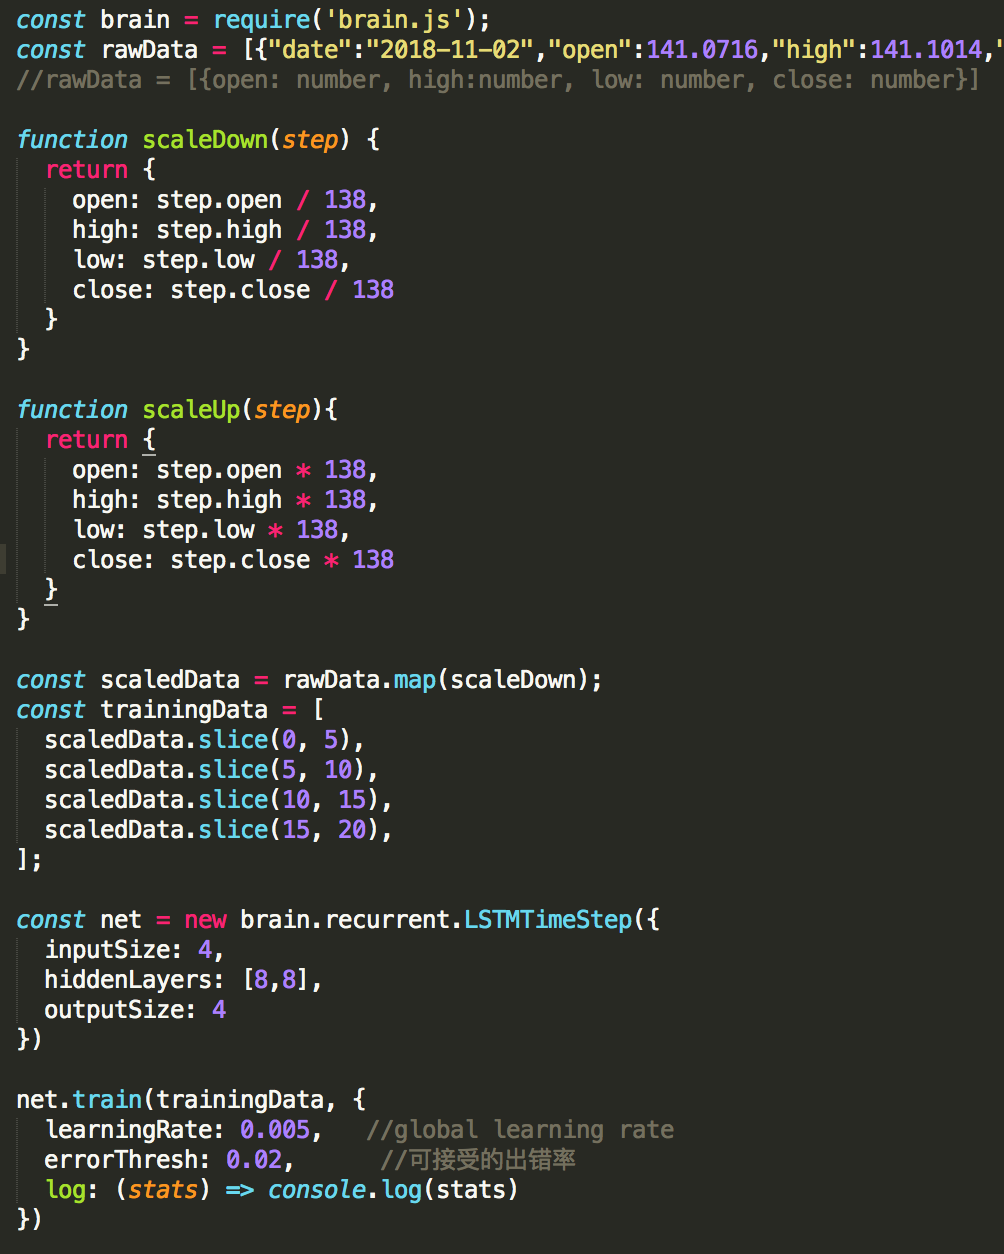 const brain = require('brain.js');
const rawData = [{"date":"2018-11-02","open":141.0716,"high":141.1014,"
//rawData = [{open: number, high:number, low: number, close: number}]
function scaleDown(step) {
return {
open: step.open / 138,
high: step.high / 138,
low: step.low / 138,
close: step.close / 138
}
}
function scaleUp(step){
return {
open: step.open * 138,
high: step.high * 138,
low: step.low * 138,
close: step.close * 138
}
}
const scaledData = rawData.map(scaleDown);
const trainingData = [
scaledData.slice(0, 5),
scaledData.slice(5, 10),
scaledData.slice(10, 15),
scaledData.slice(15, 20),
];
const net = new brain.recurrent.LSTMTimeStep({
inputSize: 4,
hiddenLayers: [8,8],
outputSize: 4
})
net.train(trainingData, {
learningRate: 0.005, //global learning rate
errorThresh: 0.02, //可接受的出错率
log: (stats) => console.log(stats)
})